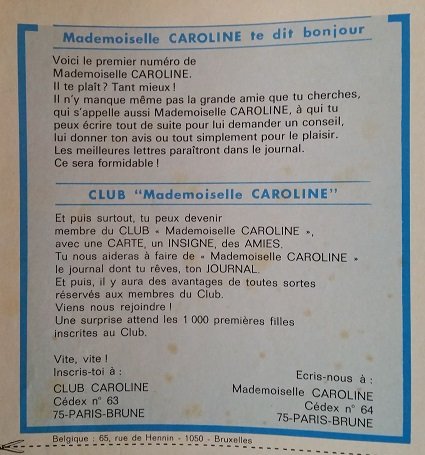 Mademoiselle CAROLINE te dit bonjour
Voici le premier numéro de
Mademoiselle CAROLINE.
Il te plaît? Tant mieux !
Il n'y manque même pas la grande amie que tu cherches,
qui s'appelle aussi Mademoiselle CAROLINE, à qui tu
peux écrire tout de suite pour lui demander un conseil,
lui donner ton avis ou tout simplement pour le plaisir.
Les meilleures lettres paraîtront dans le journal.
Ce sera formidable !
CLUB "Mademoiselle CAROLINE"
Et puis surtout, tu peux devenir
membre du CLUB « Mademoiselle CAROLINE »,
avec une CARTE, un INSIGNE, des AMIES.
Tu nous aideras à faire de « Mademoiselle CAROLINE »
le journal dont tu rêves, ton JOURNAL.
Et puis, il y aura des avantages de toutes sortes
réservés aux membres du Club.
Viens nous rejoindre !
Une surprise attend les 1 000 premières filles
inscrites au Club.
Vite, vite !
Inscris-toi à :
CLUB CAROLINE
Cédex n° 63
75-PARIS-BRUNE
Ecris-nous à :
Mademoiselle CAROLINE
Cédex n° 64
75-PARIS-BRUNE
Belgique : 65, rue de Hennin - 1050 - Bruxelles